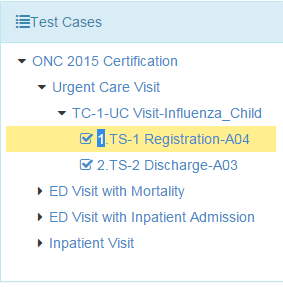 Test Cases
ONC 2015 Certification
Urgent Care Visit
TC-1-UC Visit-Influenza_Child
1.TS-1 Registration-A04
2.TS-2 Discharge-A03
ED Visit with Mortality
ED Visit with Inpatient Admission
Inpatient Visit